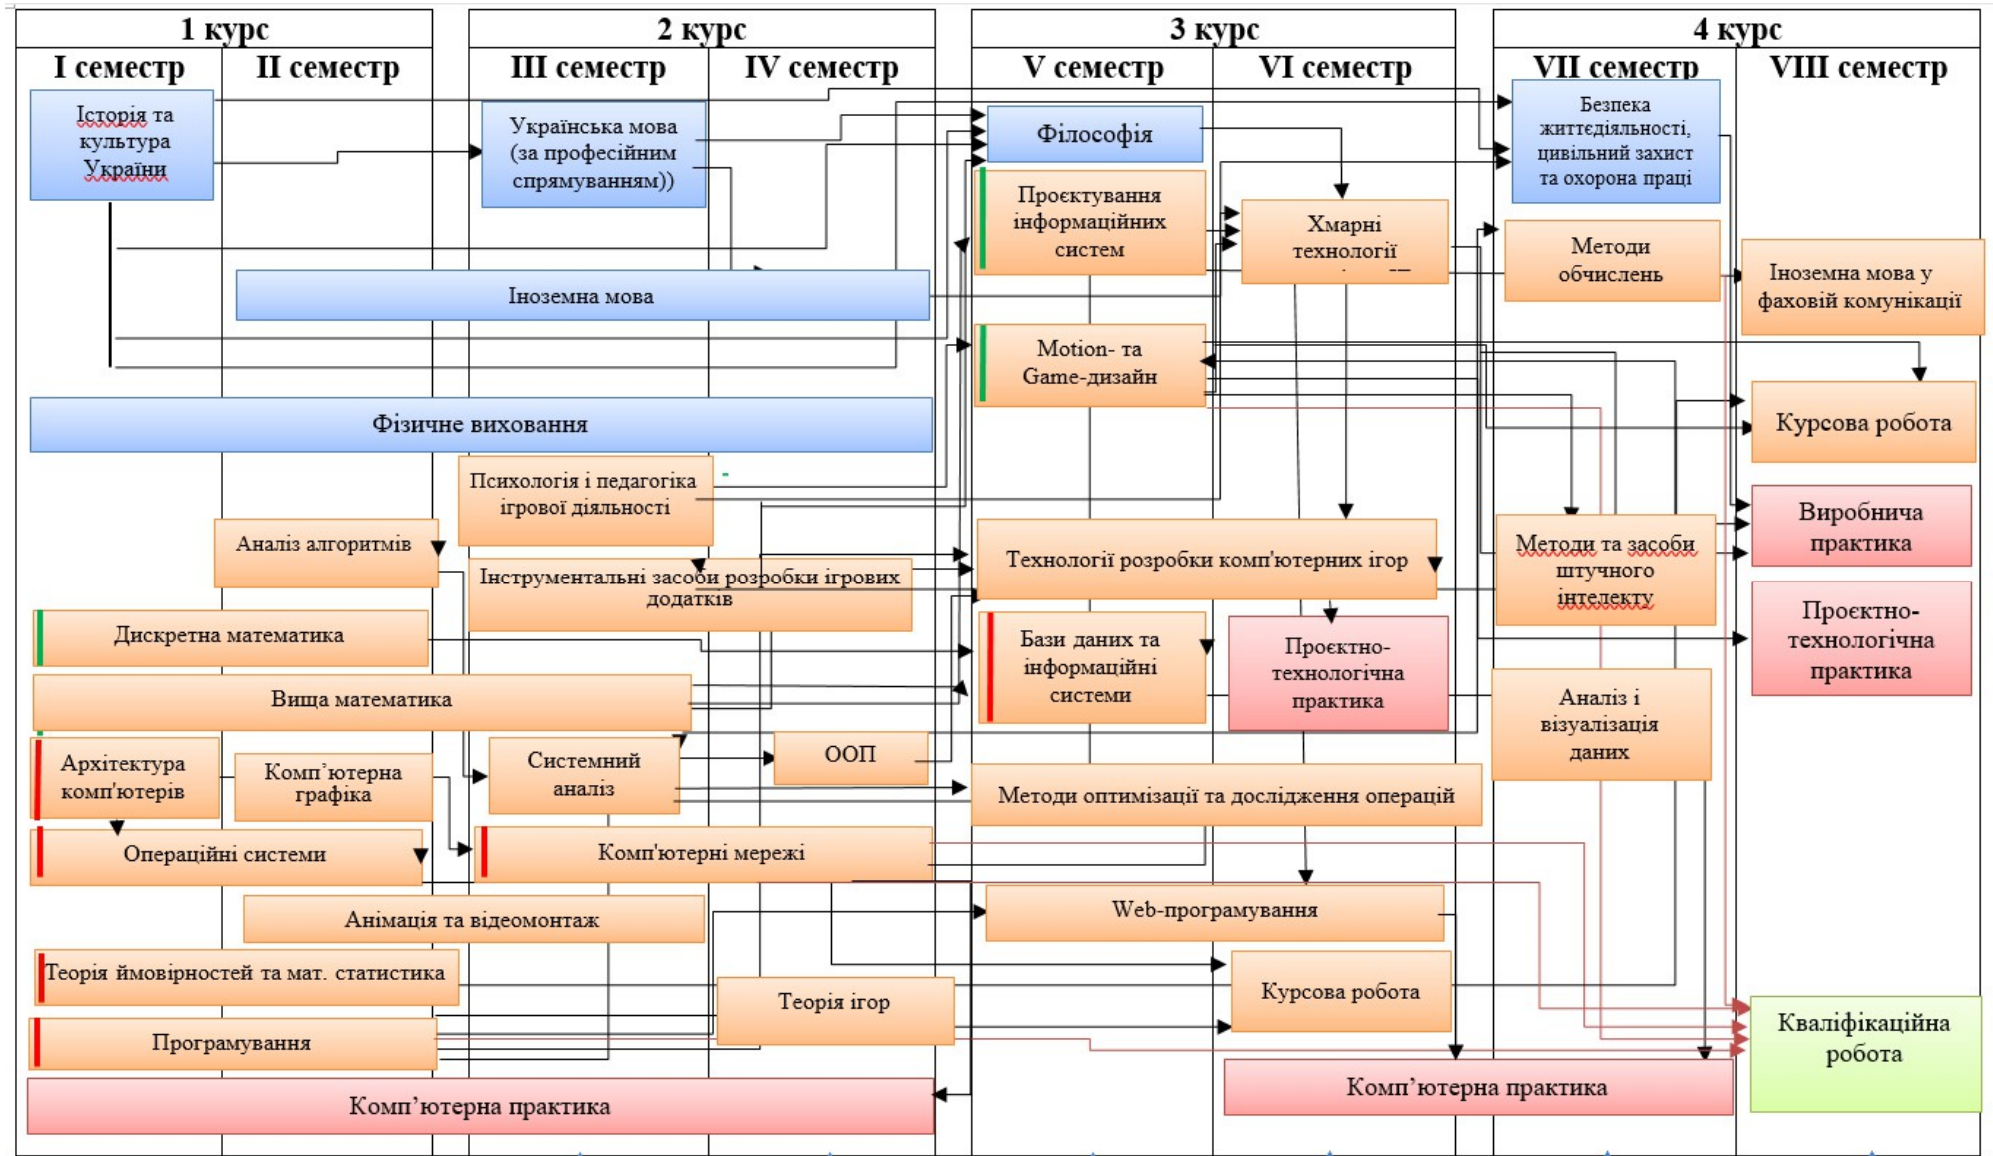 1 курс
2 курс
3 курс
4 курс
I семестр
II семестр
III семестр
IV семестр
V семестр
VI семестр
VII семестр
VIII семестр
Історія та
культура
України
Українська мова
(за професійним
спрямуванням))
Філософія
Безпека
життєдіяльності,
цивільний захист
та охорона праці
Проєктування
інформаційних
систем
Хмарні
технології
Методи
обчислень
Іноземна мова у
фаховій комунікації
Іноземна мова
Motion- та
Game-дизайн
Курсова робота
Фізичне виховання
Психологія і педагогіка
ігрової діяльності
Аналіз алгоритмів
Інструментальні засоби розробки ігрових
додатків
Технології розробки комп'ютерних ігор
Методи та засоби
штучного
інтелекту
Виробнича
практика
Дискретна математика
Бази даних та
інформаційні
системи
Проєктно-
технологічна
практика
Проєктно-
технологічна
практика
Вища математика
Аналіз і
візуалізація
даних
Архітектура
комп'ютерів
Комп’ютерна
графіка
Системний
аналіз
ООП
Методи оптимізації та дослідження операцій
Операційні системи
Комп'ютерні мережі
Анімація та відеомонтаж
Web-програмування
Теорія ймовірностей та мат. статистика
Теорія ігор
Курсова робота
Програмування
Кваліфікаційна
робота
Комп’ютерна практика
Комп’ютерна практика